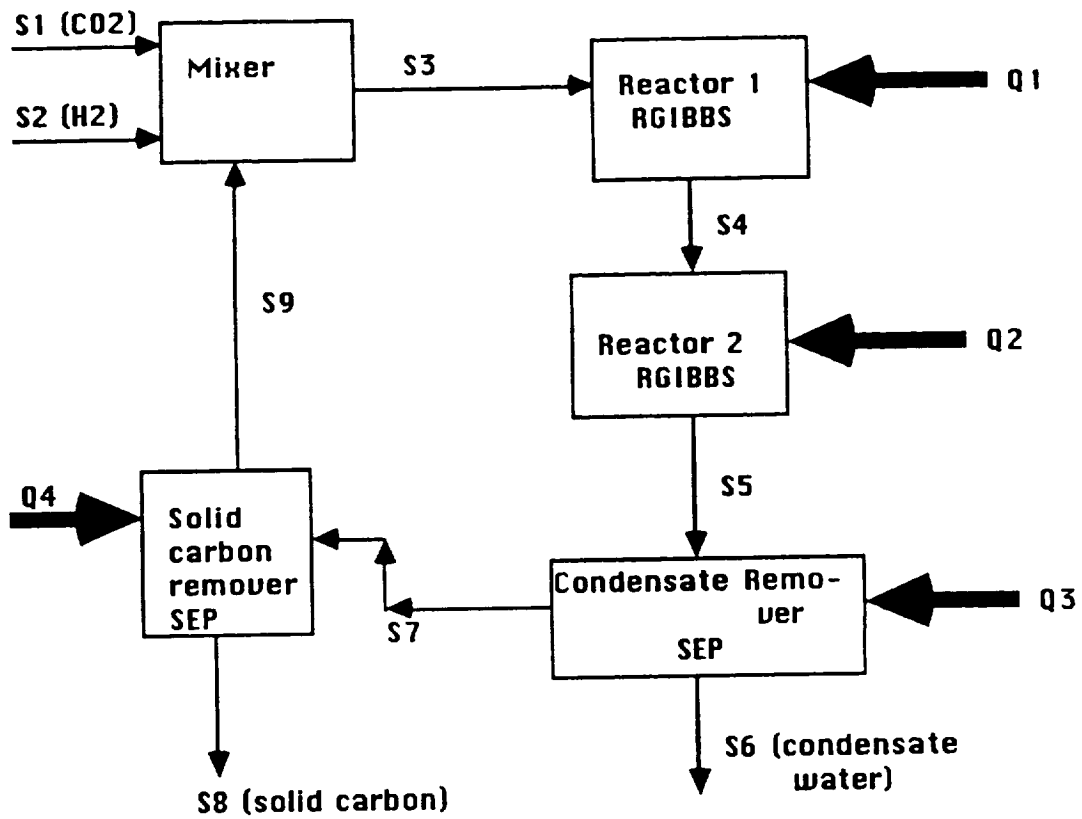 S1 (CO2)
S2 (H2)
Mixer
S3
Reactor 1
RGIBBS
Q1
S4
S9
Reactor 2
RGIBBS
Q2
S5
Q4
Solid
carbon
remover
SEP
S7
Condensate Remo-
ver
SEP
Q3
S6 (condensate
water)
S8 (solid carbon)